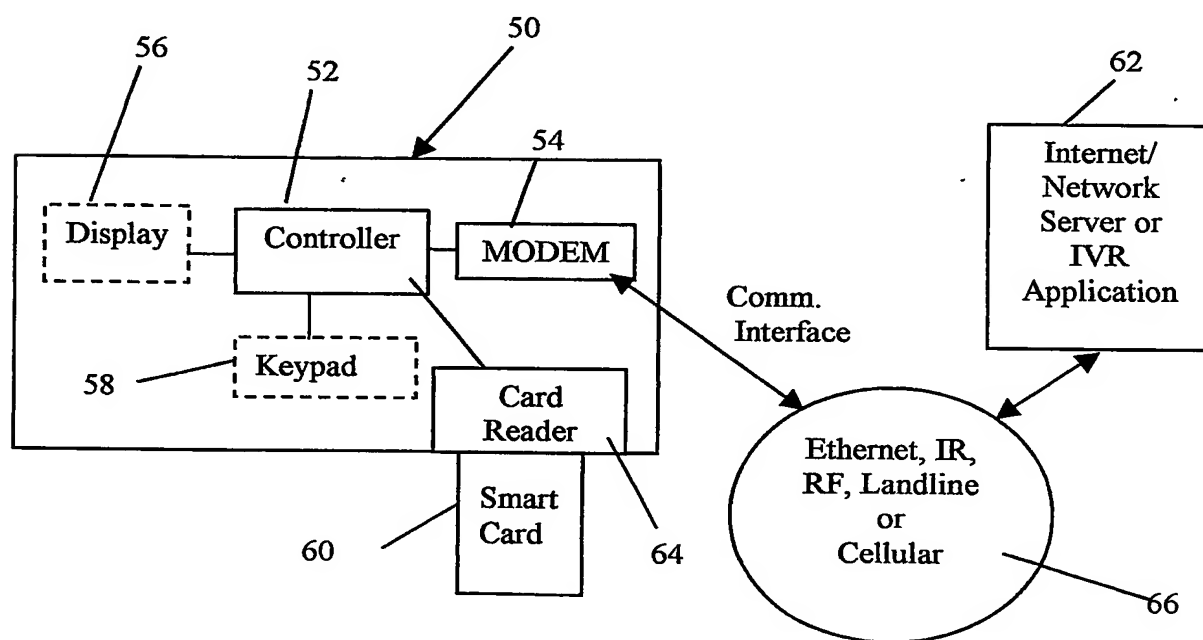 50
56
52
62
54
Internet/
Network
Server or
IVR
Application
Display
Controller
MODEM
Comm.
Interface
Keypad
58
Card
Reader
Ethernet, IR,
RF, Landline
or
Cellular
Smart
Card
60
64
66